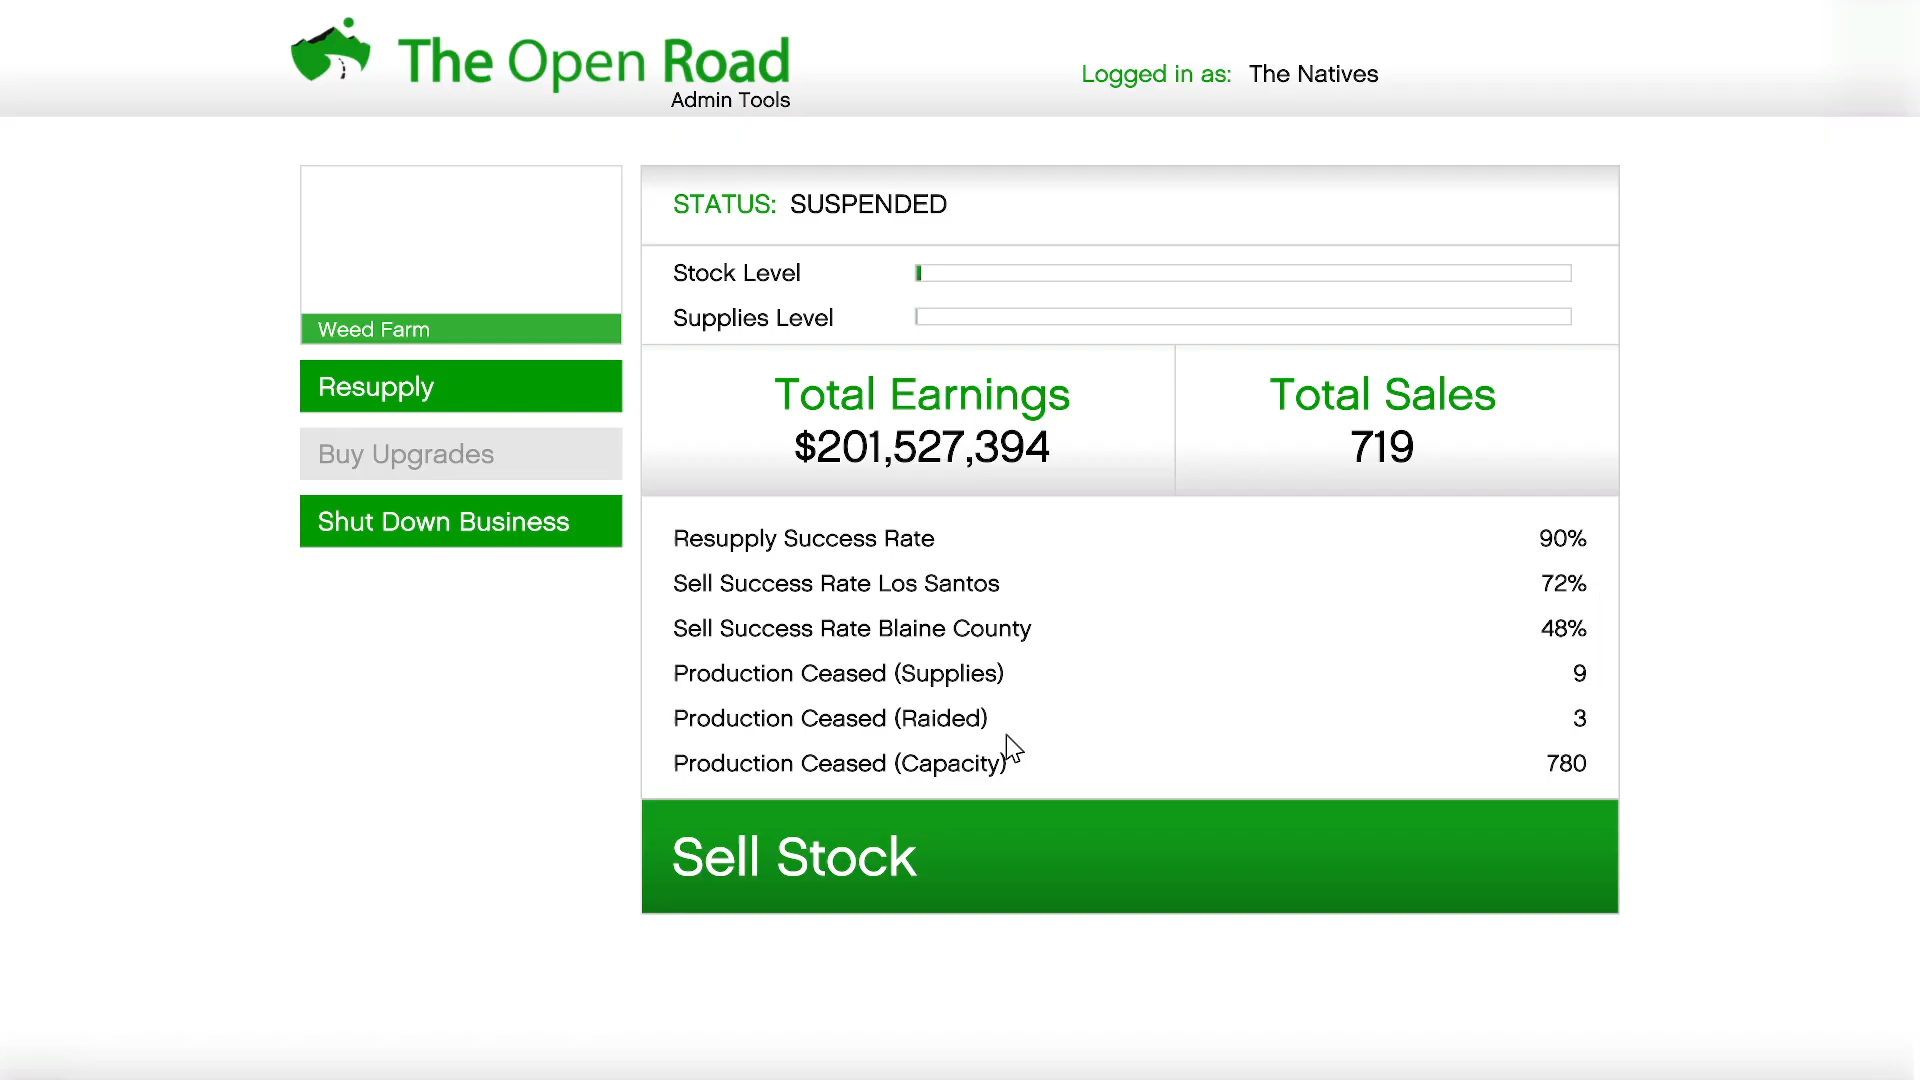 The Open Road
Admin Tools
Logged in as: The Natives
Weed Farm
Resupply
Buy Upgrades
Shut Down Business
STATUS: SUSPENDED
Stock Level
Supplies Level
Total Earnings
$201,527,394
Total Sales
719
Resupply Success Rate 90%
Sell Success Rate Los Santos 72%
Sell Success Rate Blaine County 48%
Production Ceased (Supplies) 9
Production Ceased (Raided) 3
Production Ceased (Capacity) 780
Sell Stock